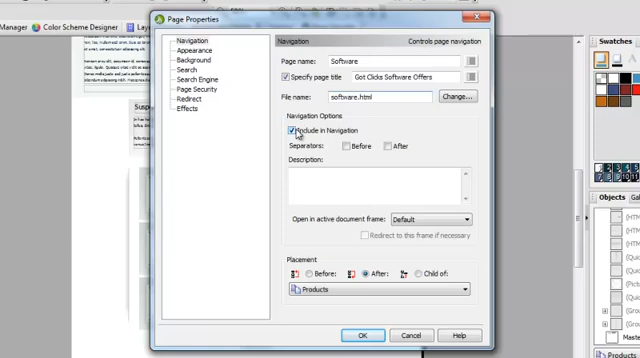 Page Properties
Manager
Color Scheme Designer
Navigation
Appearance
Background
Search
Search Engine
Page Security
Redirect
Effects
Navigation
Controls page navigation
Page name:
Software
Specify page title
Got Clicks Software Offers
File name:
software.html
Change...
Navigation Options
Include in Navigation
Separators:
Before
After
Description:
Open in active document frame:
Default
Redirect to this frame if necessary
Placement
Before:
After:
Child of:
Products
OK
Cancel
Help
Swatches
Objects
Products